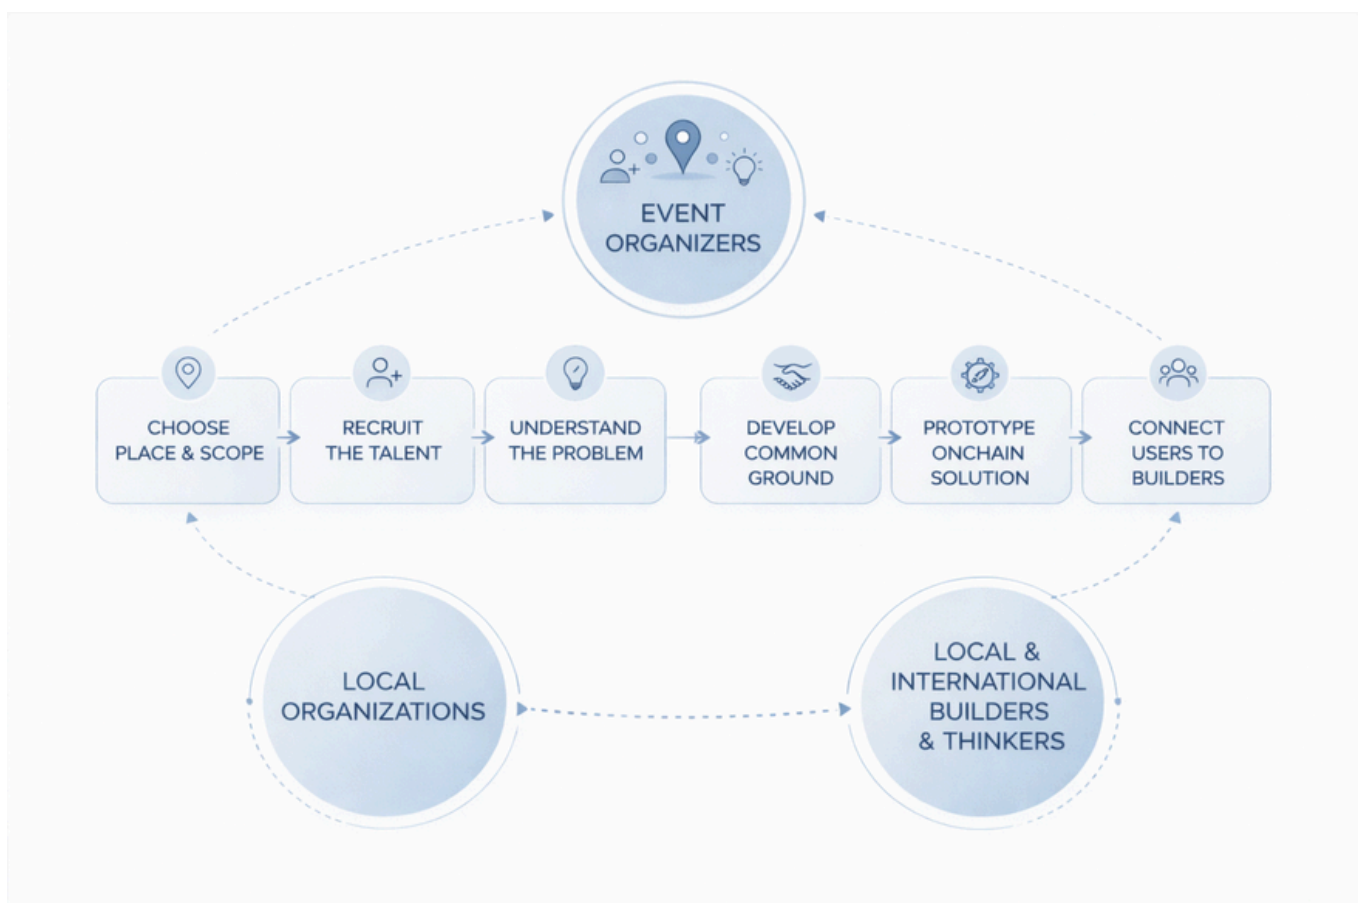 EVENT
ORGANIZERS
CHOOSE
PLACE & SCOPE
RECRUIT
THE TALENT
UNDERSTAND
THE PROBLEM
DEVELOP
COMMON
GROUND
PROTOTYPE
ONCHAIN
SOLUTION
CONNECT
USERS TO
BUILDERS
LOCAL
ORGANIZATIONS
LOCAL &
INTERNATIONAL
BUILDERS
& THINKERS